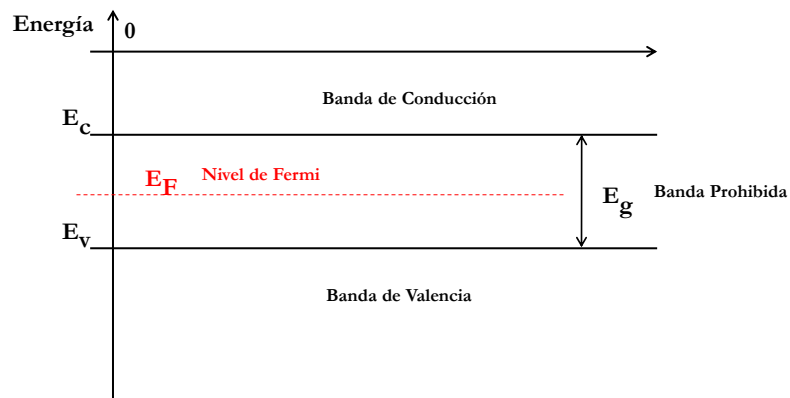 Energía
0
Banda de Conducción
Ec
EF
Nivel de Fermi
Eg
Banda Prohibida
Ev
Banda de Valencia